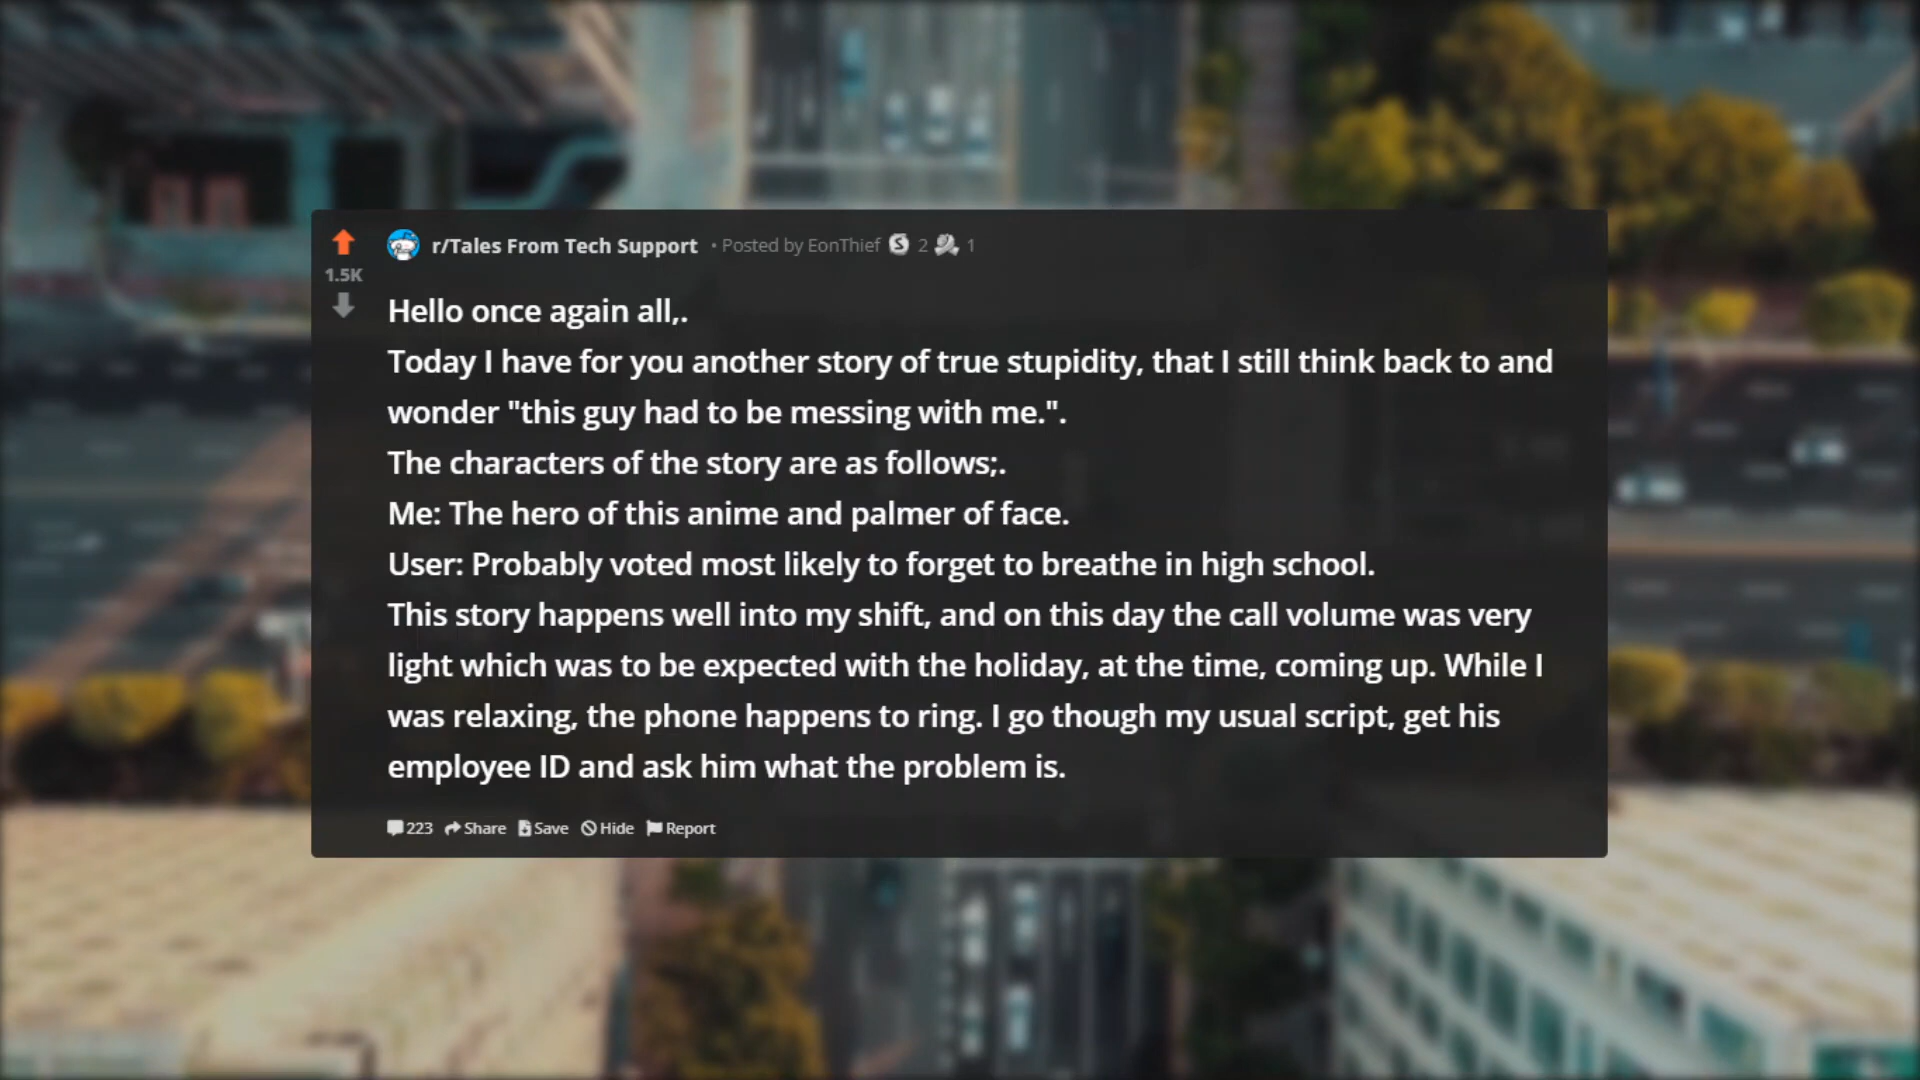 r/Tales From Tech Support • Posted by EonThief 2 1
1.5K
Hello once again all,.
Today I have for you another story of true stupidity, that I still think back to and
wonder "this guy had to be messing with me.".
The characters of the story are as follows;.
Me: The hero of this anime and palmer of face.
User: Probably voted most likely to forget to breathe in high school.
This story happens well into my shift, and on this day the call volume was very
light which was to be expected with the holiday, at the time, coming up. While I
was relaxing, the phone happens to ring. I go though my usual script, get his
employee ID and ask him what the problem is.
223 Share Save Hide Report